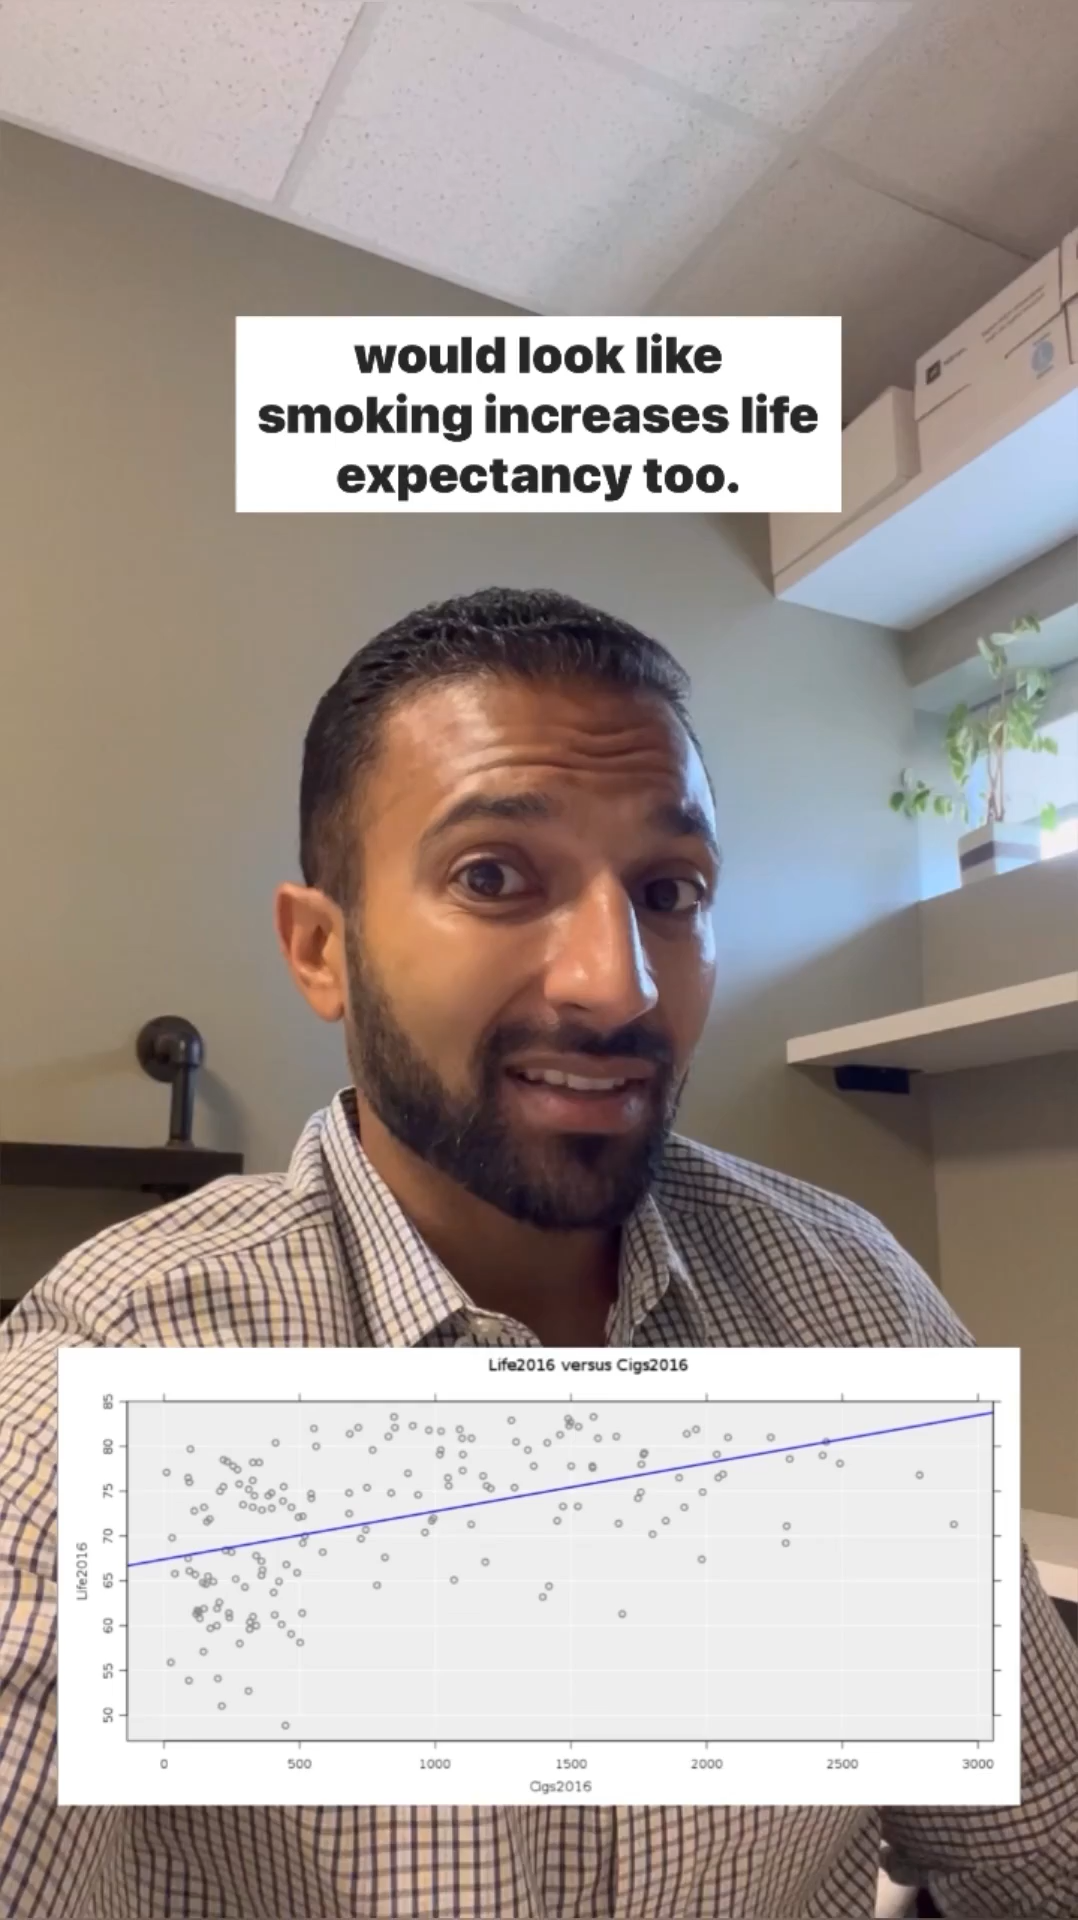 would look like
smoking increases life
expectancy too.
Life2016 versus Cigs2016
85
80
75
70
65
60
55
50
Life2016
0 500 1000 1500 2000 2500 3000
Cigs2016